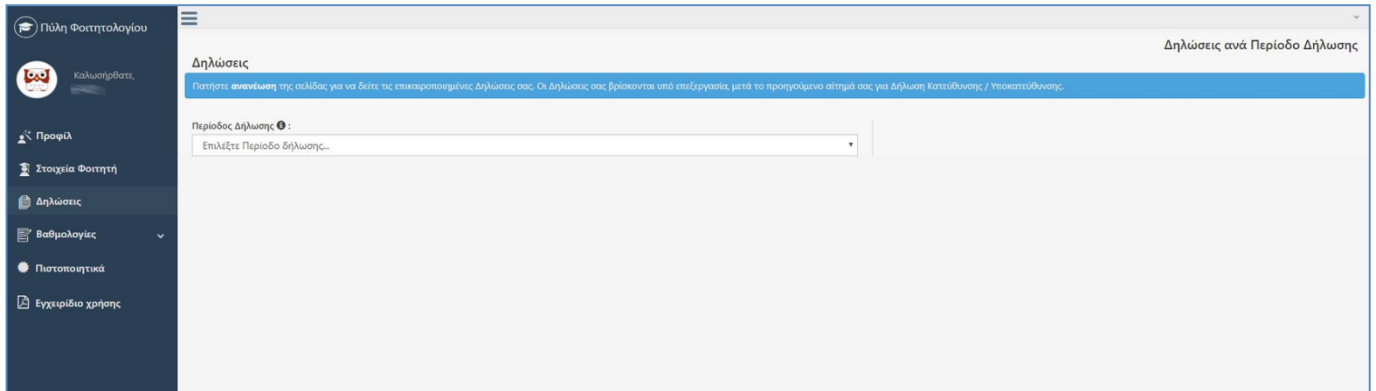 Πύλη Φοιτητολογίου
Καλωσήρθατε,
Προφίλ
Στοιχεία Φοιτητή
Δηλώσεις
Βαθμολογίες
Πιστοποιητικά
Εγχειρίδιο χρήσης
Δηλώσεις ανά Περίοδο Δήλωσης
Δηλώσεις
Πατήστε ανανέωση της σελίδας για να δείτε τις επικαιροποιημένες Δηλώσεις σας. Οι Δηλώσεις σας βρίσκονται υπό επεξεργασία, μετά το προηγούμενο αίτημά σας για Δήλωση Κατεύθυνσης / Υποκατεύθυνσης.
Περίοδος Δήλωσης :
Επιλέξτε Περίοδο δήλωσης...